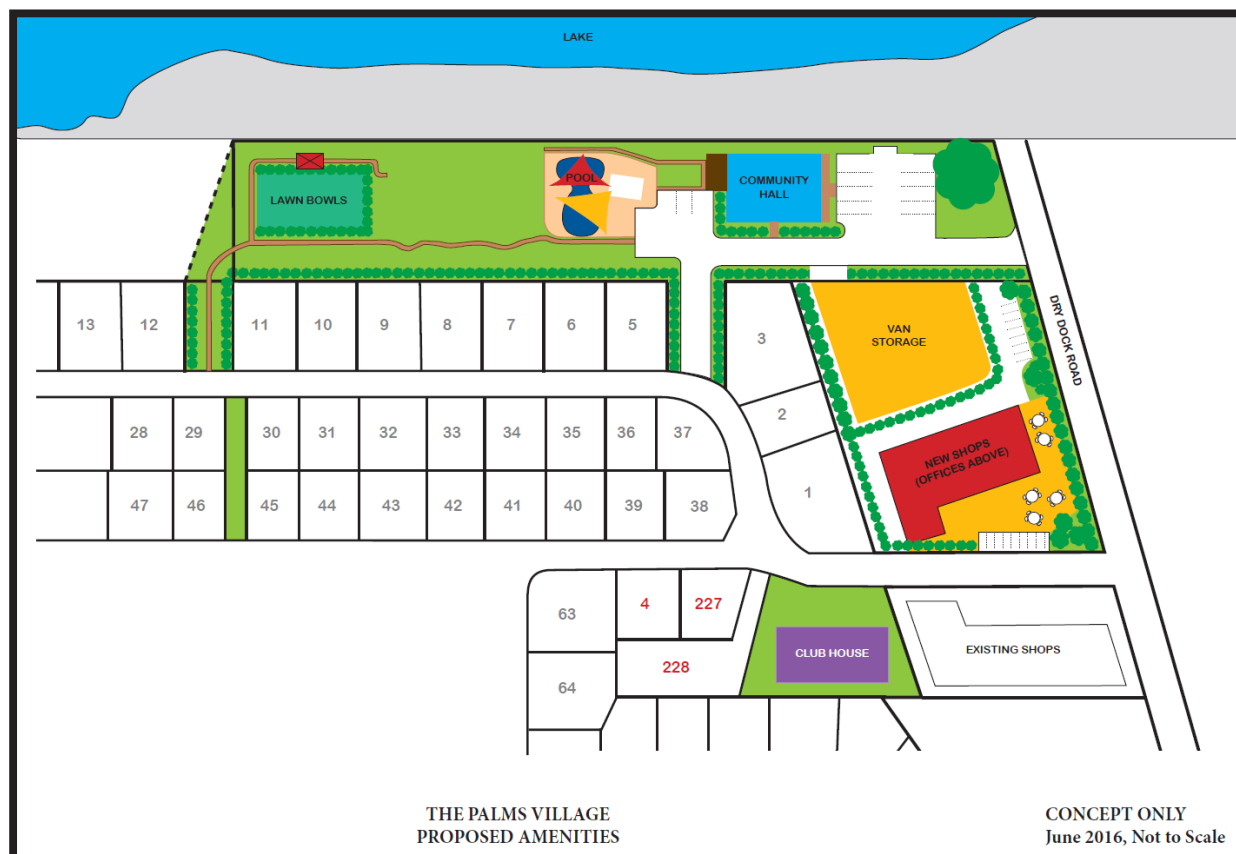 LAKE
LAWN BOWLS
POOL
COMMUNITY
HALL
DRY DOCK ROAD
13
12
11
10
9
8
7
6
5
3
VAN
STORAGE
2
1
NEW SHOPS
(OFFICES ABOVE)
28
29
30
31
32
33
34
35
36
37
47
46
45
44
43
42
41
40
39
38
63
4
227
64
228
CLUB HOUSE
EXISTING SHOPS
THE PALMS VILLAGE
PROPOSED AMENITIES
CONCEPT ONLY
June 2016, Not to Scale